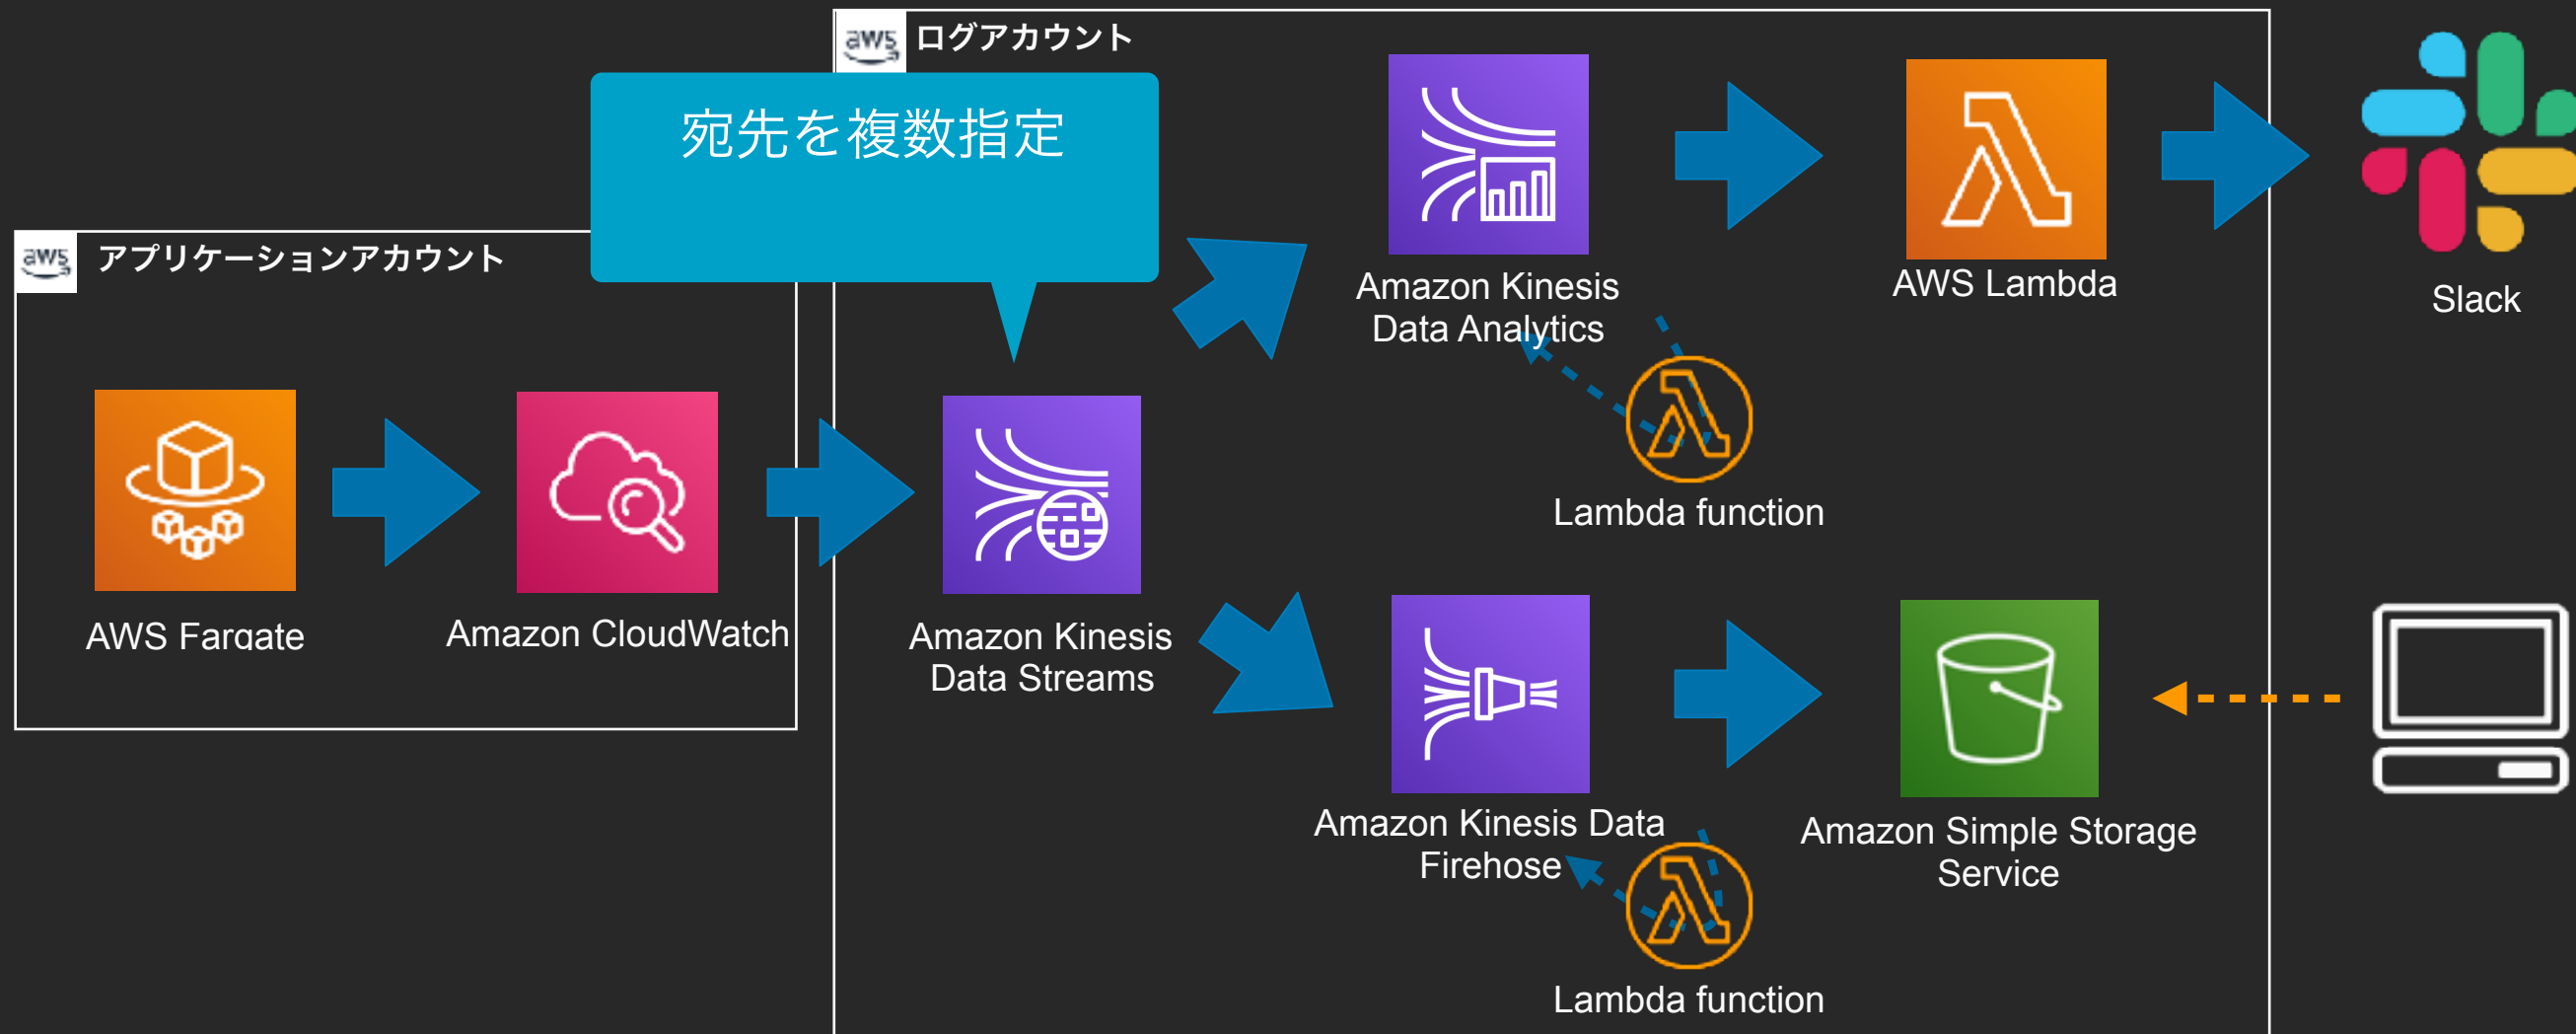 aws
ログアカウント
宛先を複数指定
aws
アプリケーションアカウント
Amazon Kinesis
Data Analytics
AWS Lambda
Slack
Lambda function
AWS Fargate
Amazon CloudWatch
Amazon Kinesis
Data Streams
Amazon Kinesis Data
Firehose
Amazon Simple Storage
Service
Lambda function